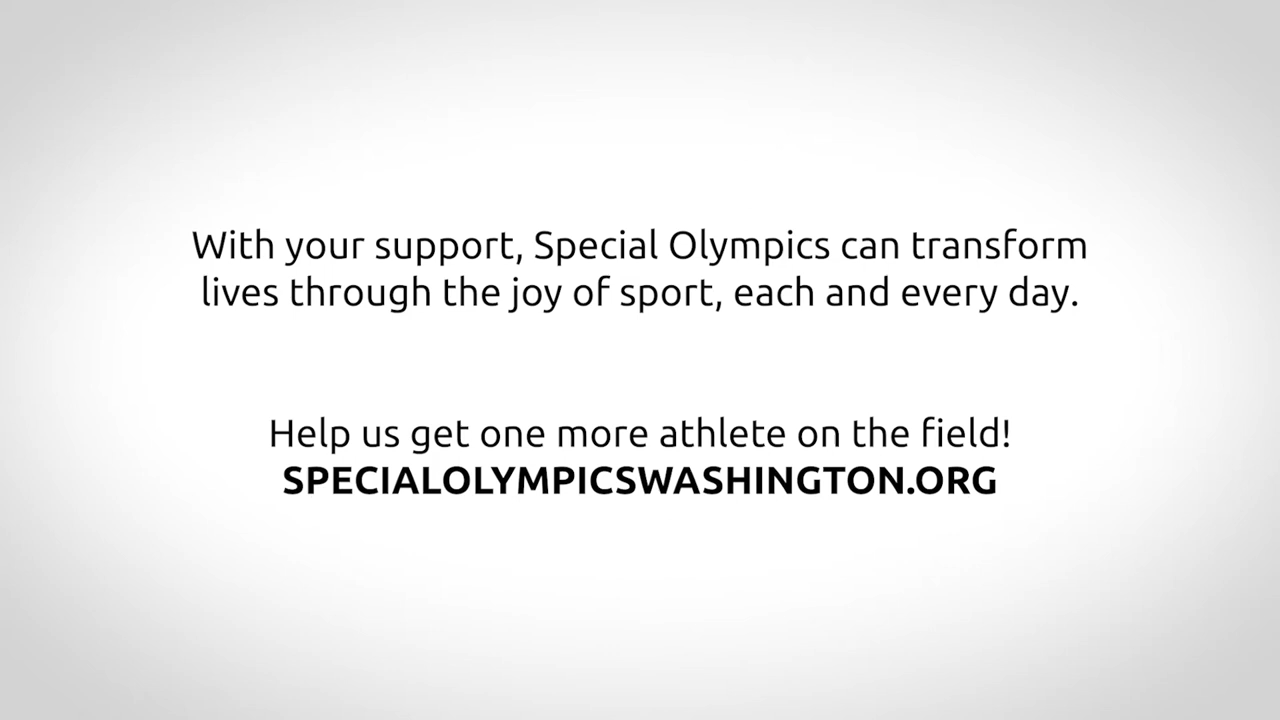 With your support, Special Olympics can transform
lives through the joy of sport, each and every day.
Help us get one more athlete on the field!
SPECIALOLYMPICSWASHINGTON.ORG